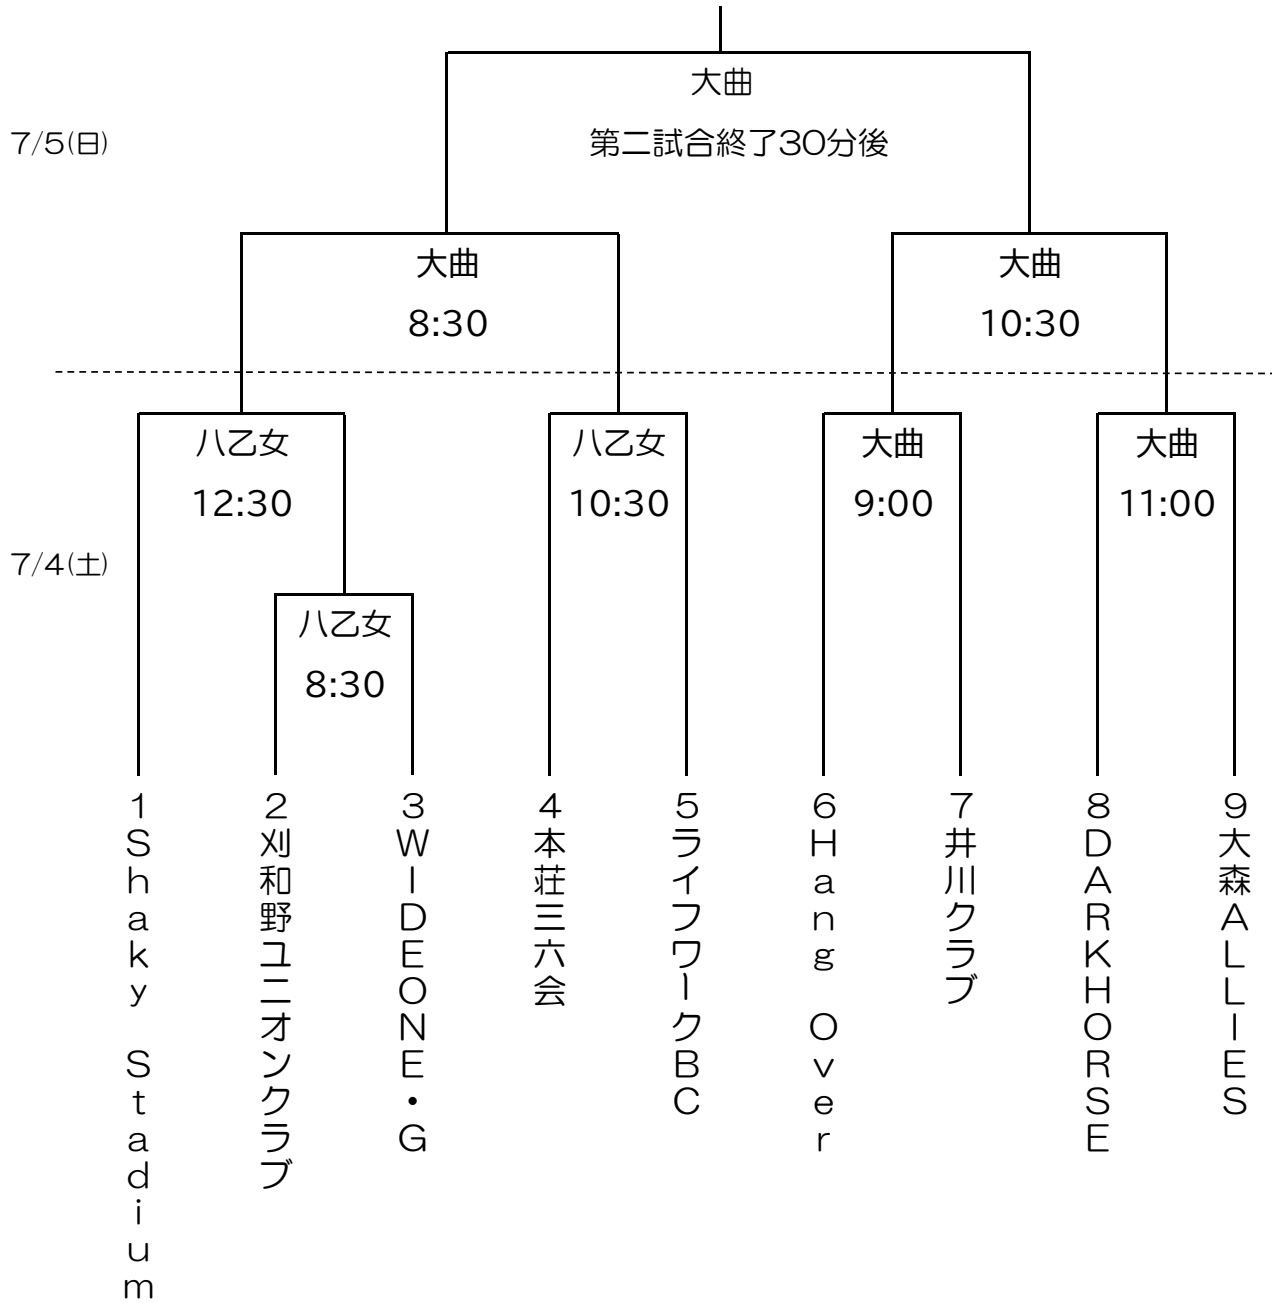 大曲
7/5(日)
第二試合終了30分後
大曲
大曲
8:30
10:30
八乙女
八乙女
大曲
大曲
12:30
10:30
9:00
11:00
7/4(土)
八乙女
8:30
1 Shaky Stadium
2 刈和野ユニオンクラブ
3 WIDEONE・G
4 本荘三六会
5 ライフワークBC
6 Hang Over
7 井川クラブ
8 DARKHORSE
9 大森ALLIES